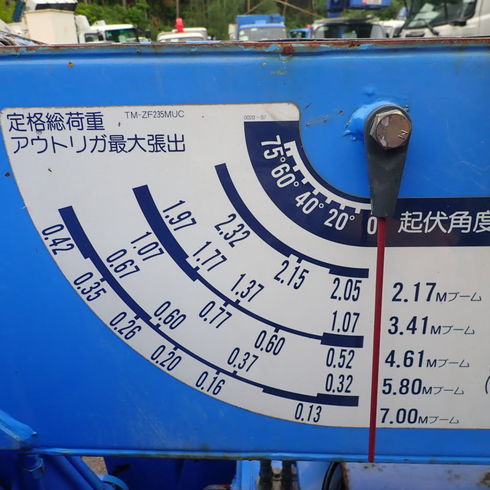 定格総荷重 TM-ZF235MUC
アウトリガ最大張出
75° 60° 40° 20° 0 起伏角度
2.32 2.15 2.05 2.17Mブーム
1.97 1.77 1.37 1.07 3.41Mブーム
1.07 0.77 0.60 0.52 4.61Mブーム
0.67 0.60 0.37 0.32 5.80Mブーム (
0.42 0.35 0.26 0.20 0.16 0.13 7.00Mブーム